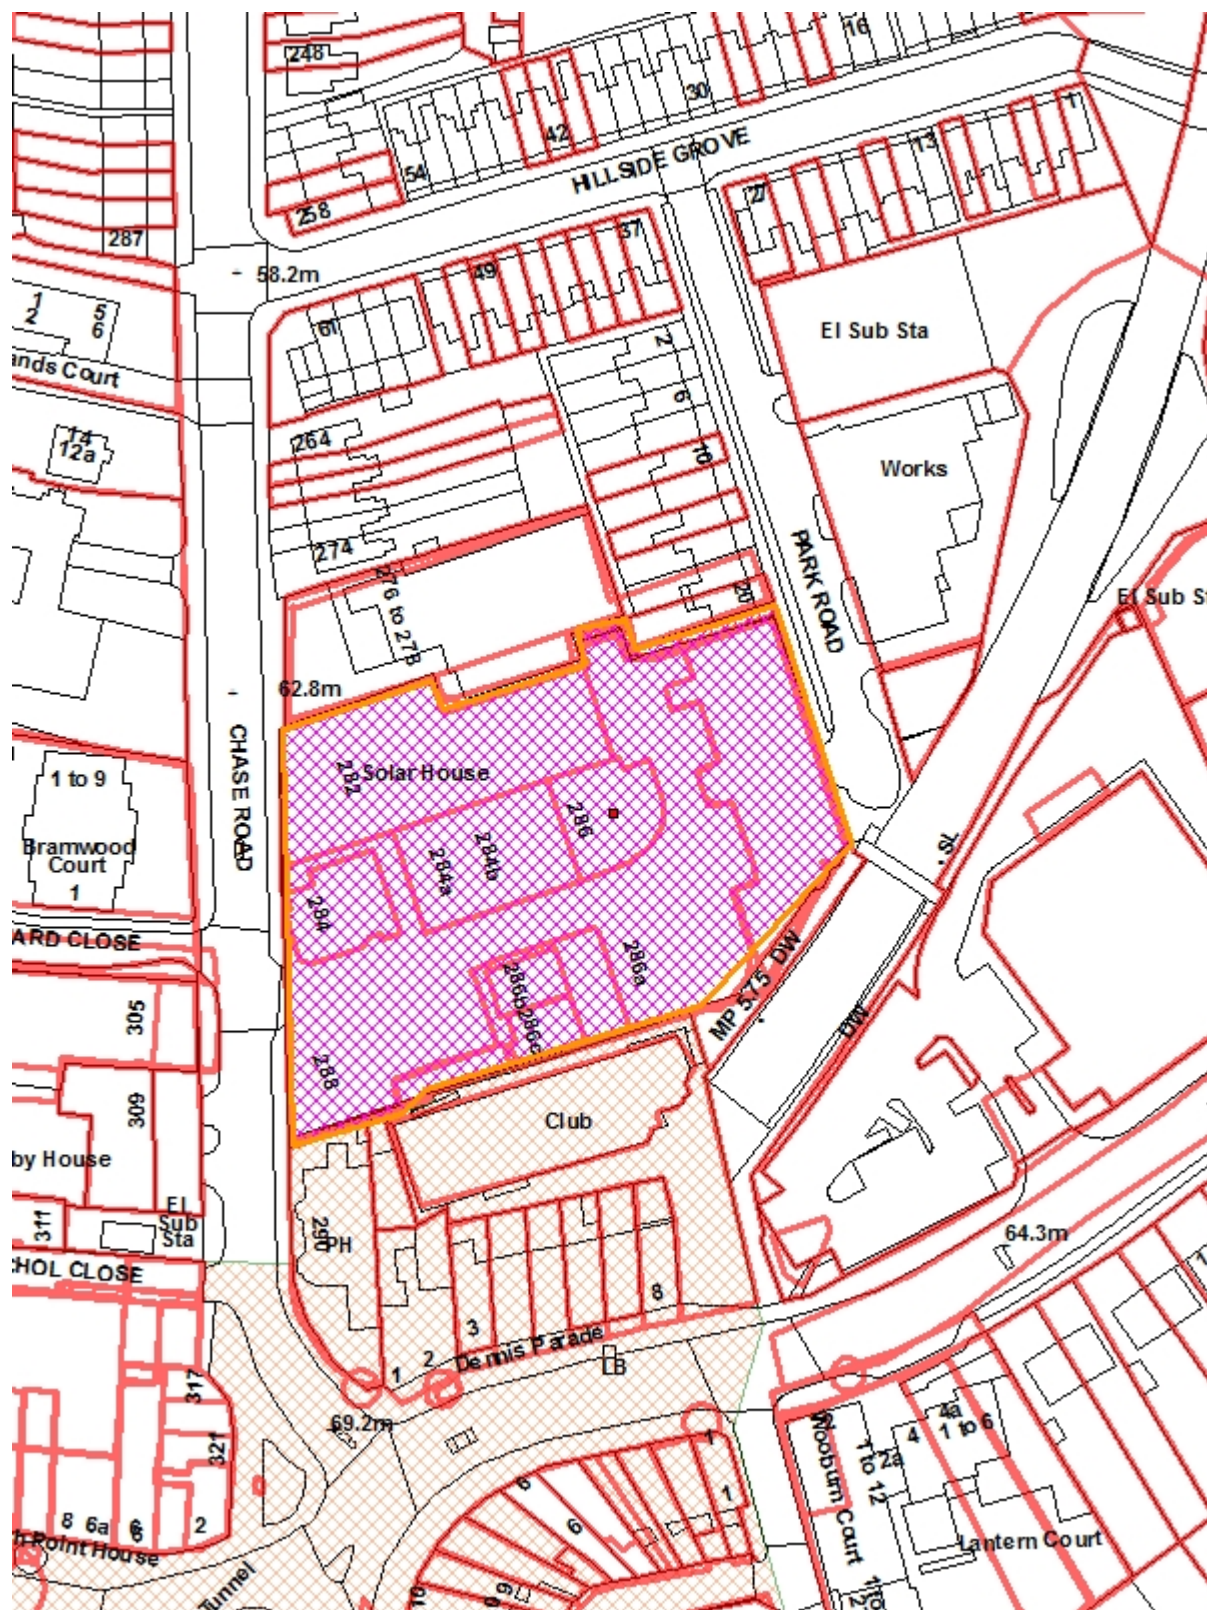 16
248
30
42
HILLSIDE GROVE
1
13
54
27
258
37
287
58.2m
49
1
2
5
6
61
El Sub Sta
2
ands Court
6
14
12a
264
10
Works
274
PARK ROAD
276 to 278
20
El Sub St
62.8m
CHASE ROAD
282
Solar House
1 to 9
286
Bramwood
Court
1
284b
284a
284
ARD CLOSE
286a
MP 5.75
DW
286b
286c
305
DW
288
309
Club
by House
El
Sub
Sta
311
290
PH
64.3m
HOL CLOSE
8
3
Dennis Parade
1
2
LB
317
69.2m
321
4a
1 to 6
4
2a
1 to 12
Wooburn Court
1
1
6
6
8
6a
2
h Point House
Lantern Court
Tunnel
10
9